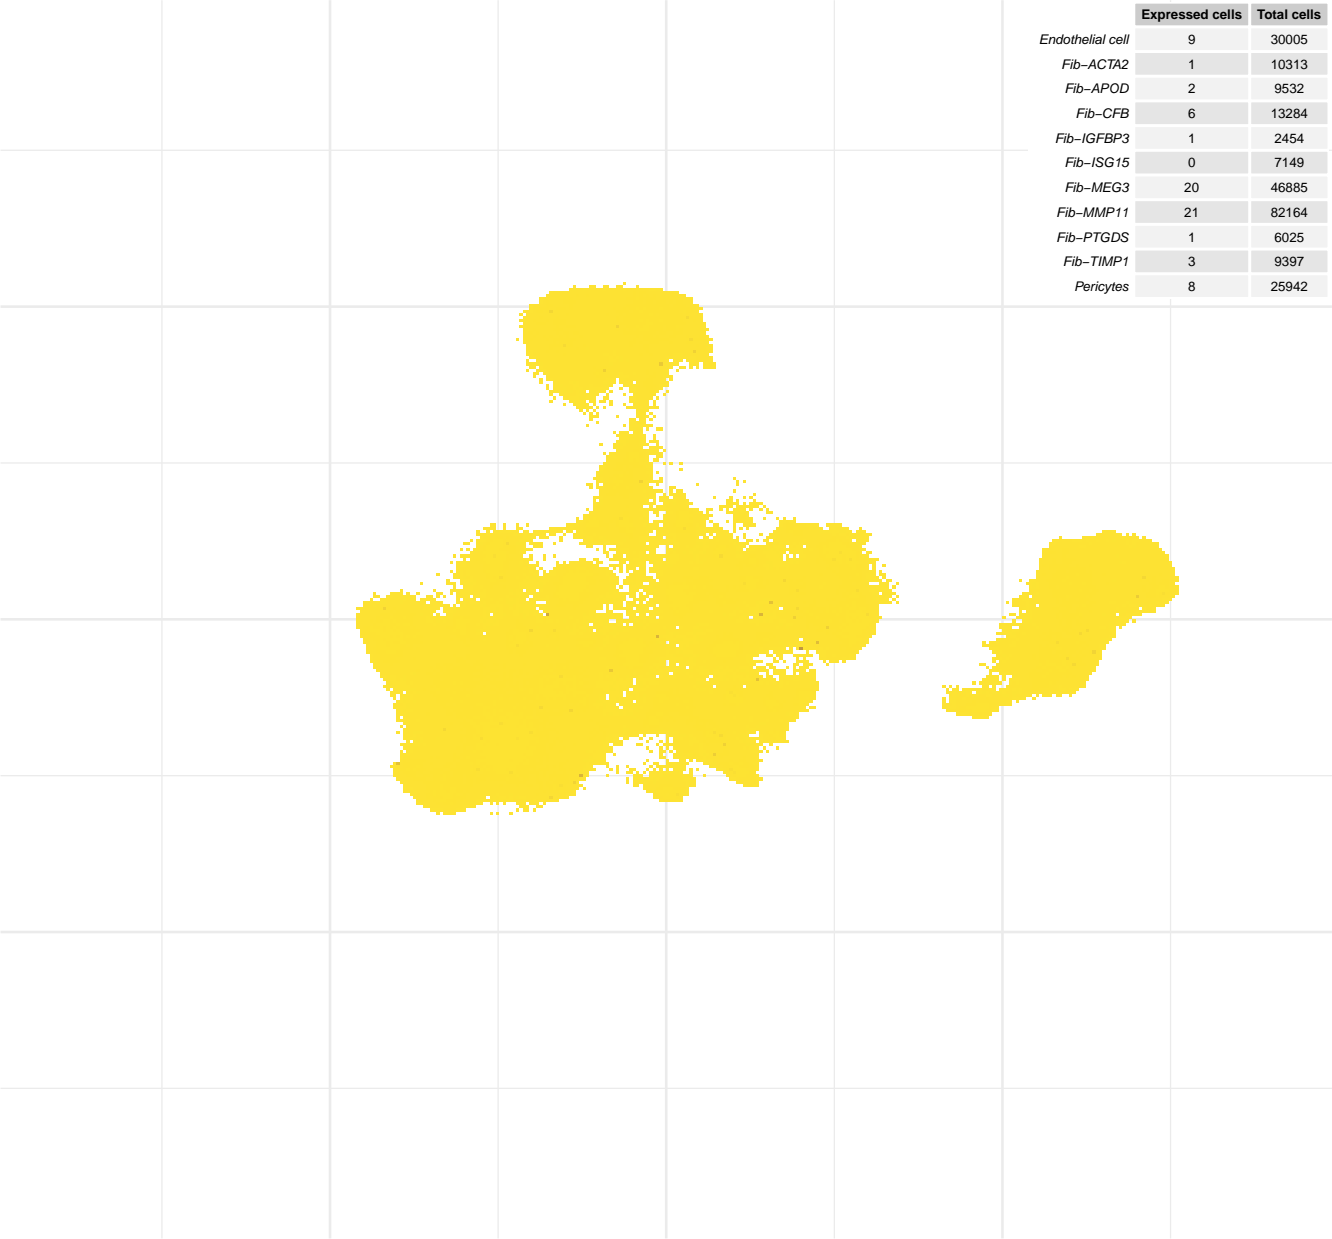 Expressed cells Total cells
Endothelial cell 9 30005
Fib−ACTA2 1 10313
Fib−APOD 2 9532
Fib−CFB 6 13284
Fib−IGFBP3 1 2454
Fib−ISG15 0 7149
Fib−MEG3 20 46885
Fib−MMP11 21 82164
Fib−PTGDS 1 6025
Fib−TIMP1 3 9397
Pericytes 8 25942